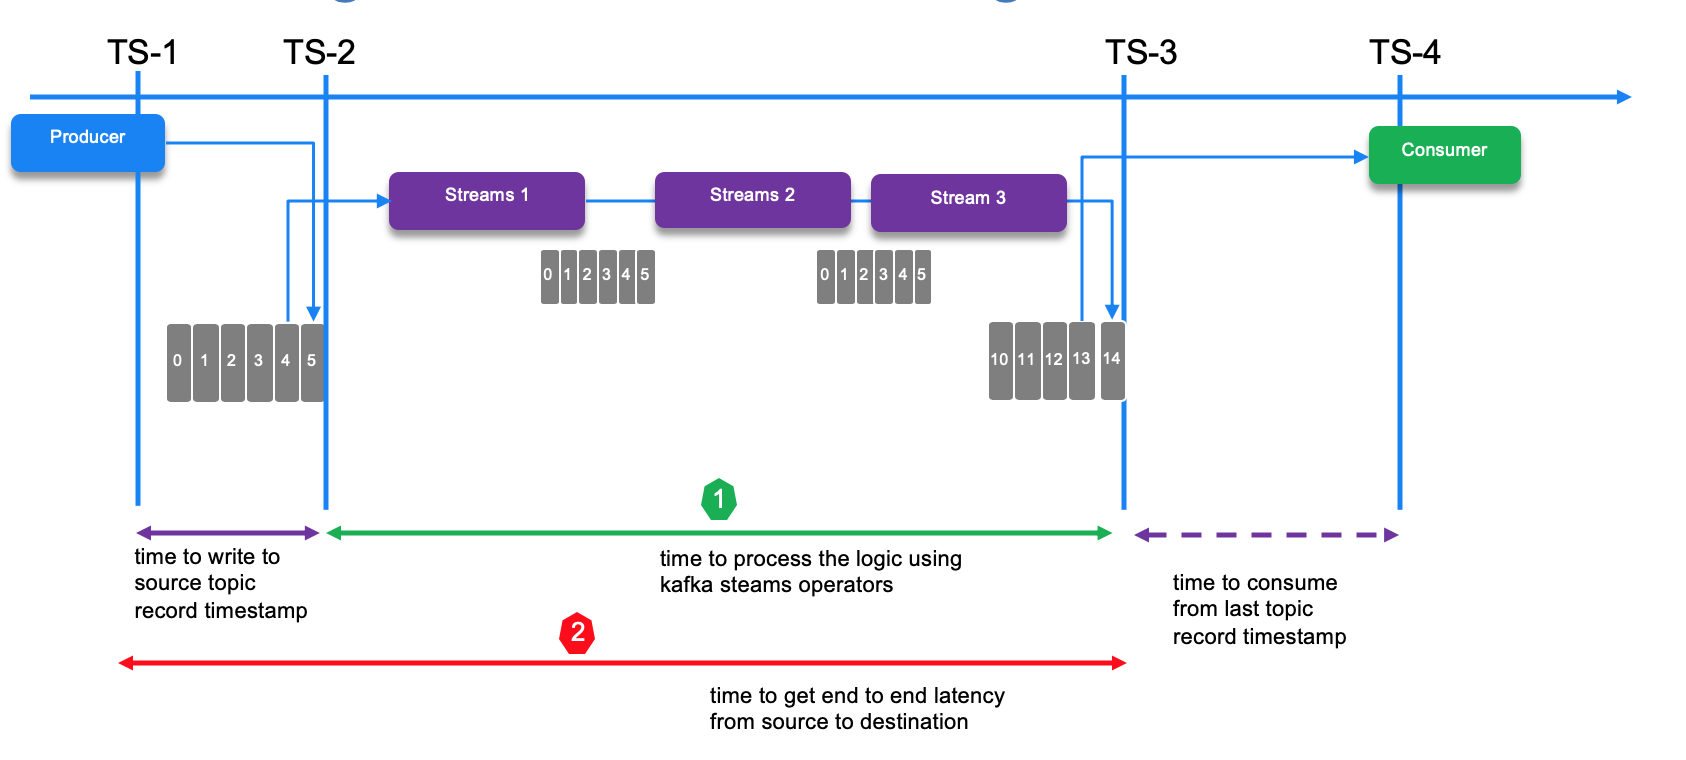 TS-1
TS-2
TS-3
TS-4
Producer
Consumer
Streams 1
Streams 2
Stream 3
0 1 2 3 4 5
0 1 2 3 4 5
0 1 2 3 4 5
10 11 12 13 14
1
time to write to
source topic
record timestamp
time to process the logic using
kafka steams operators
time to consume
from last topic
record timestamp
2
time to get end to end latency
from source to destination